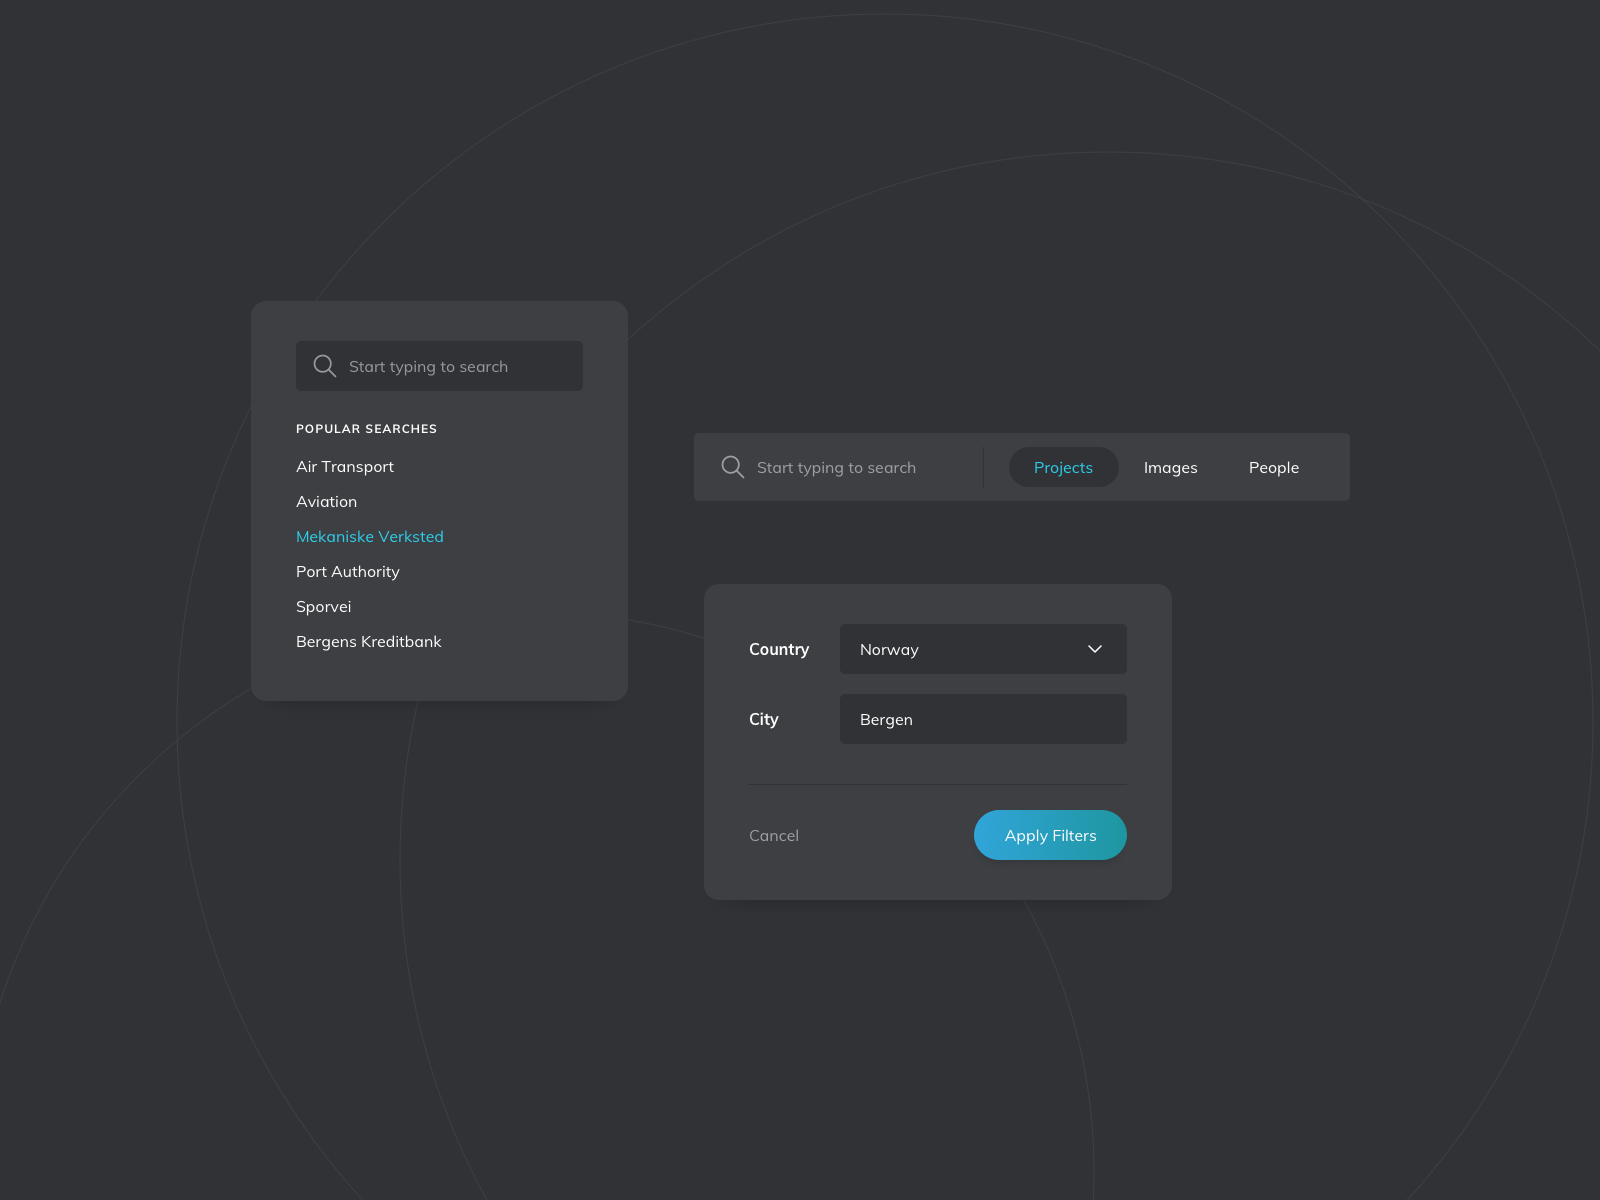 Start typing to search
POPULAR SEARCHES
Air Transport
Aviation
Mekaniske Verksted
Port Authority
Sporvei
Bergens Kreditbank
Start typing to search Projects Images People
Country Norway
City Bergen
Cancel Apply Filters